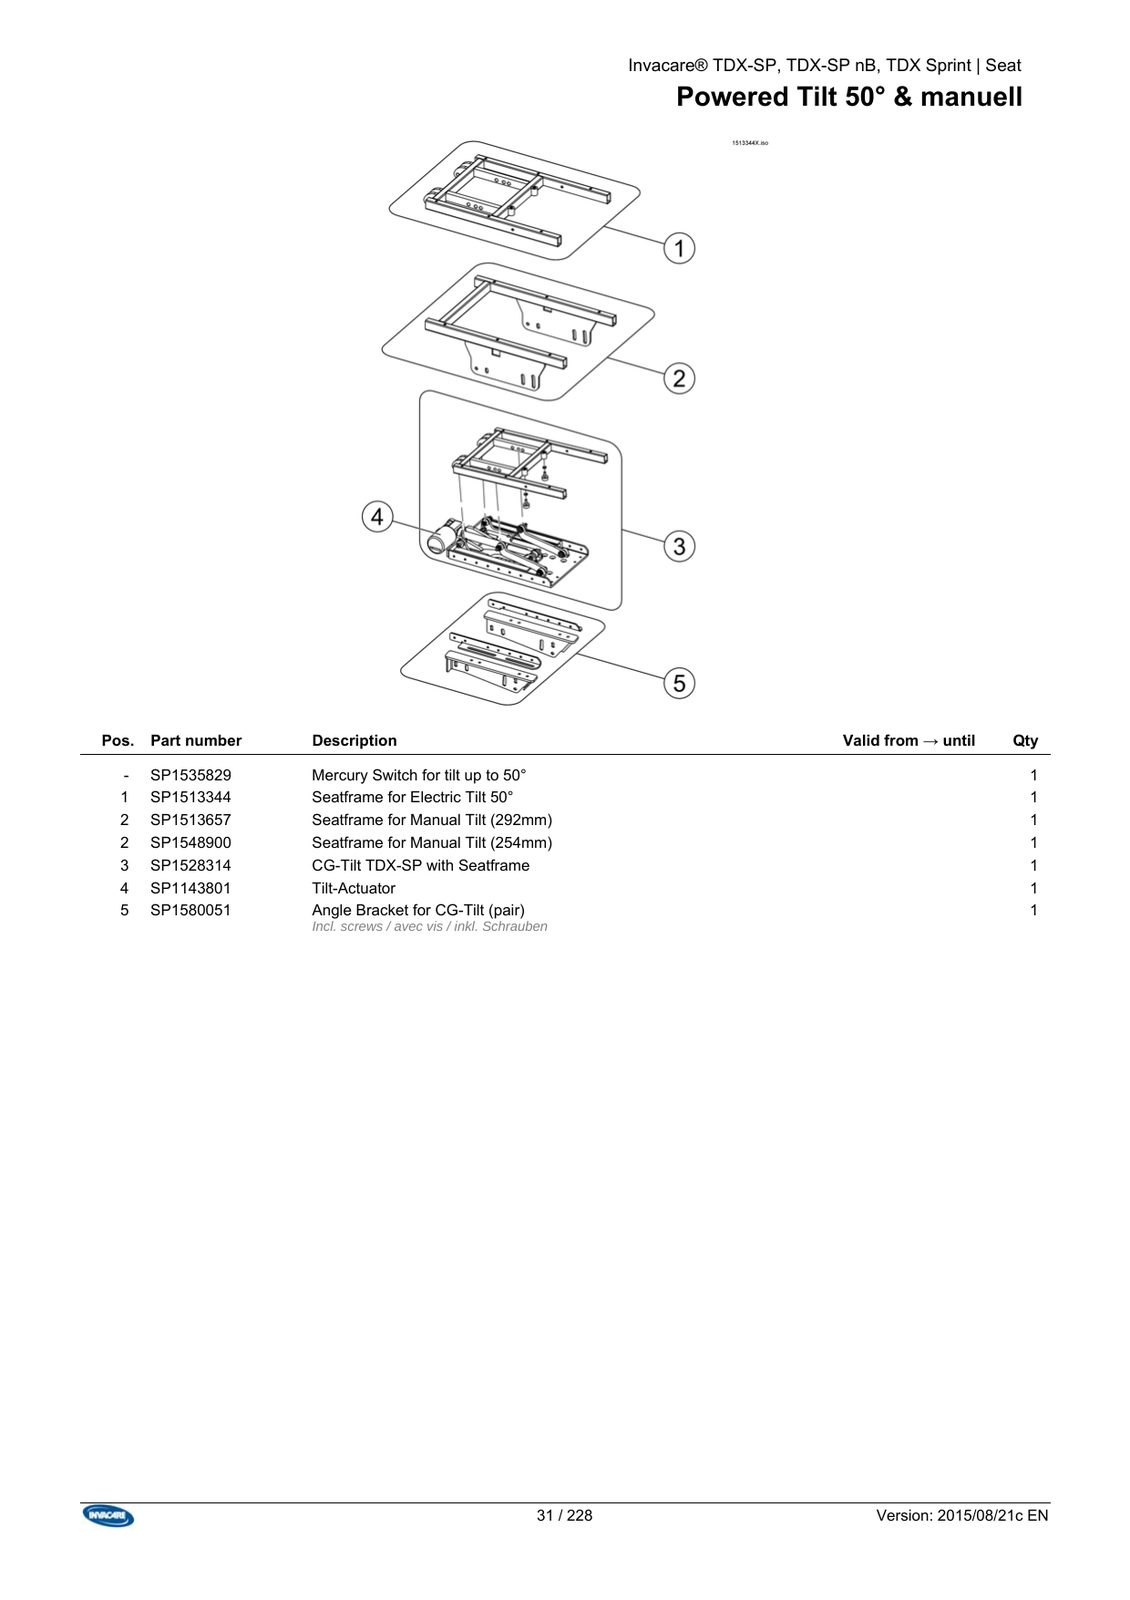 Invacare® TDX-SP, TDX-SP nB, TDX Sprint | Seat
Powered Tilt 50° & manuell
1513344X.iso
1
2
4
3
5
Pos. Part number Description Valid from → until Qty
- SP1535829 Mercury Switch for tilt up to 50° 1
1 SP1513344 Seatframe for Electric Tilt 50° 1
2 SP1513657 Seatframe for Manual Tilt (292mm) 1
2 SP1548900 Seatframe for Manual Tilt (254mm) 1
3 SP1528314 CG-Tilt TDX-SP with Seatframe 1
4 SP1143801 Tilt-Actuator 1
5 SP1580051 Angle Bracket for CG-Tilt (pair) 1
Incl. screws / avec vis / inkl. Schrauben
INVACARE 31 / 228 Version: 2015/08/21c EN